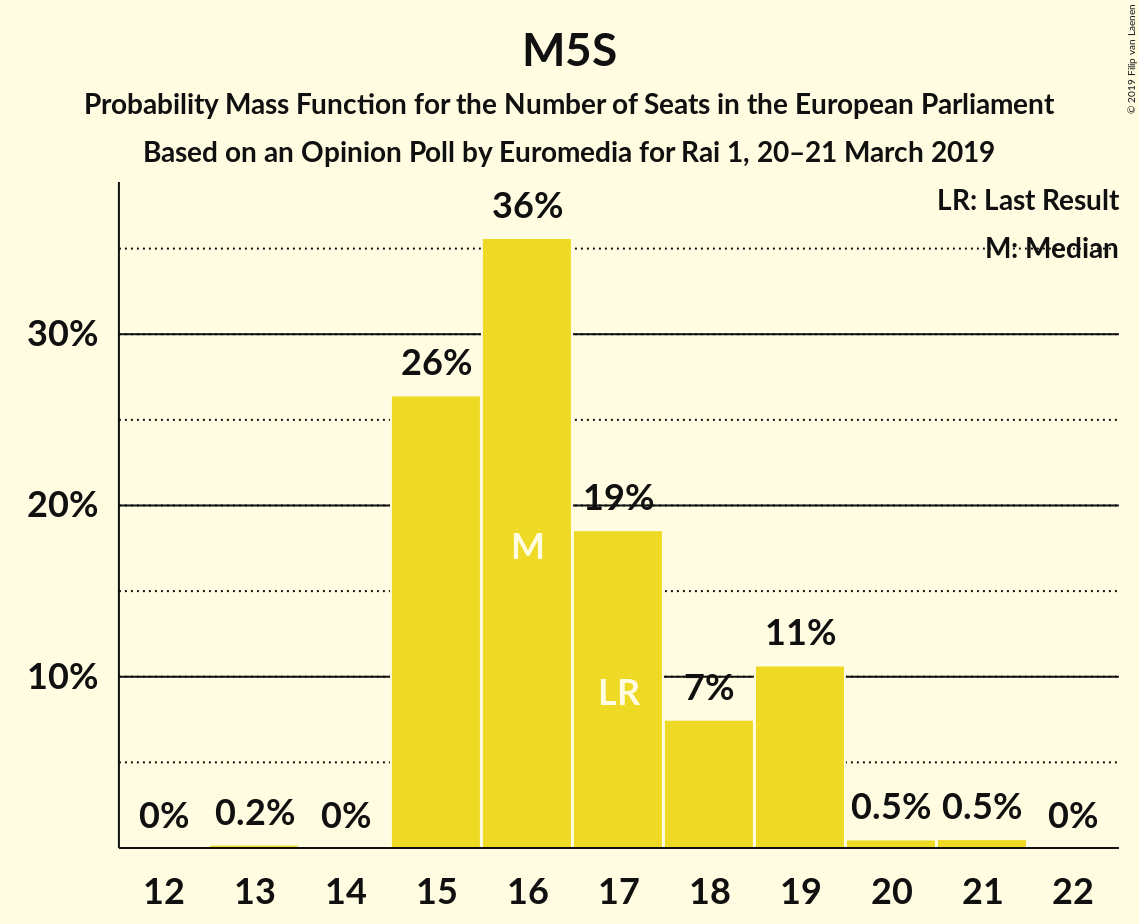 © 2019 Filip van Laenen
M5S
Probability Mass Function for the Number of Seats in the European Parliament
Based on an Opinion Poll by Euromedia for Rai 1, 20–21 March 2019
LR: Last Result
M: Median
36%
30%
26%
20%
19%
M
11%
10%
LR
7%
0%
0.2%
0%
0.5%
0.5%
0%
12 13 14 15 16 17 18 19 20 21 22